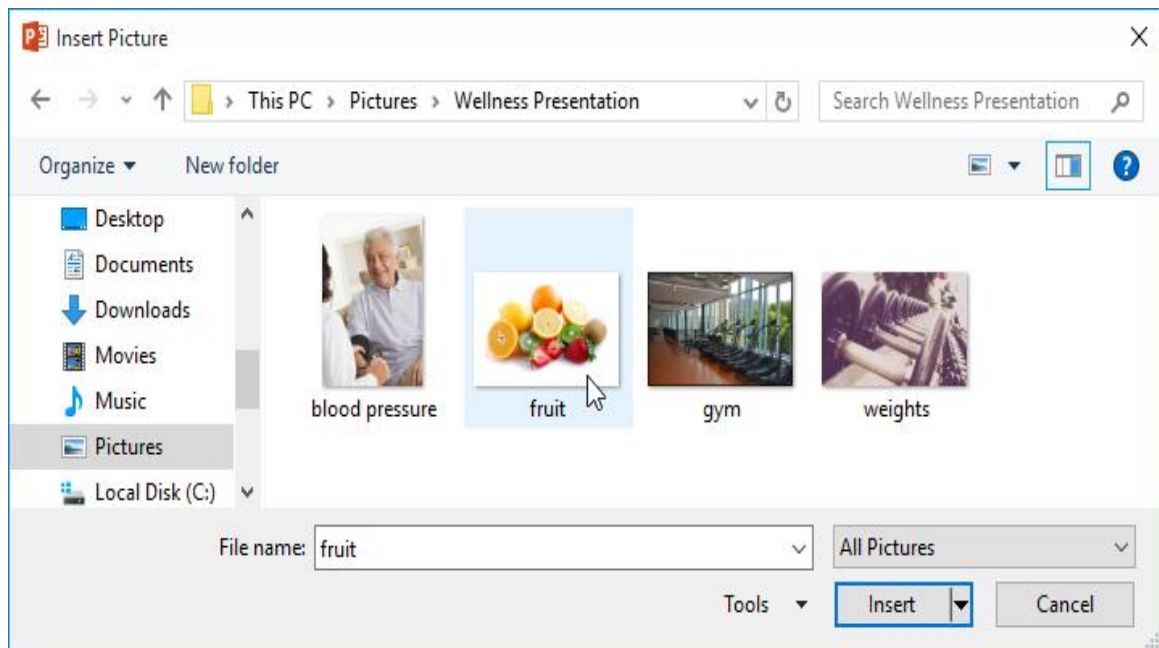 Insert Picture
This PC > Pictures > Wellness Presentation
Search Wellness Presentation
Organize
New folder
Desktop
Documents
Downloads
Movies
Music
Pictures
Local Disk (C:)
blood pressure
fruit
gym
weights
File name: fruit
All Pictures
Tools
Insert
Cancel